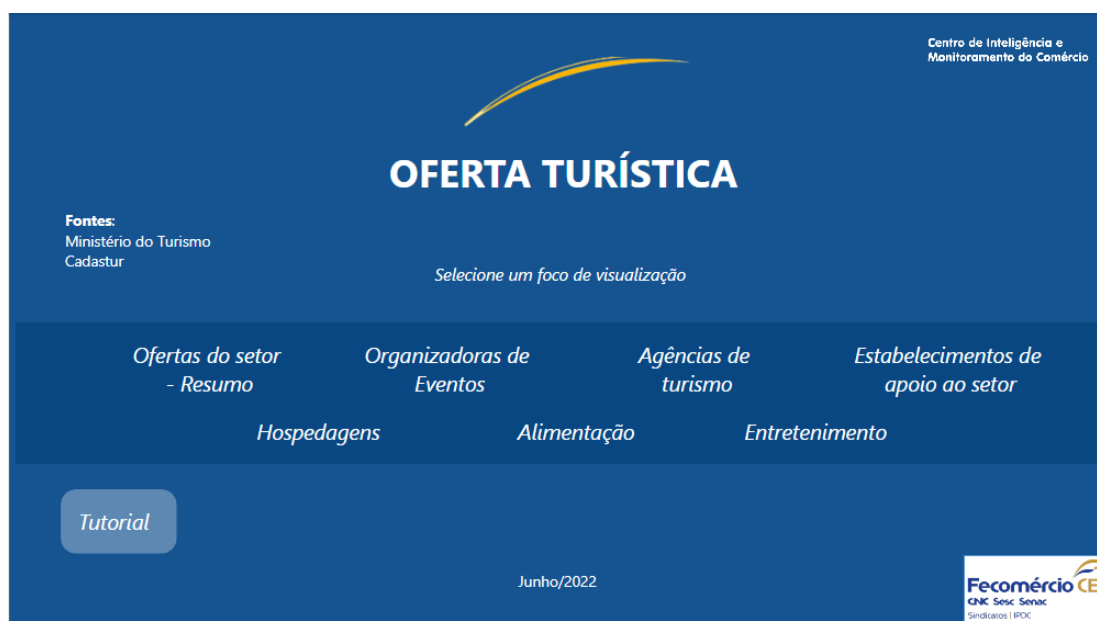 Centro de Inteligência e
Monitoramento do Comércio
OFERTA TURÍSTICA
Fontes:
Ministério do Turismo
Cadastur
Selecione um foco de visualização
Ofertas do setor
- Resumo
Organizadoras de
Eventos
Agências de
turismo
Estabelecimentos de
apoio ao setor
Hospedagens
Alimentação
Entretenimento
Tutorial
Junho/2022
Fecomércio CE
CNC Sesc Senac
Sindicatos | IPDC